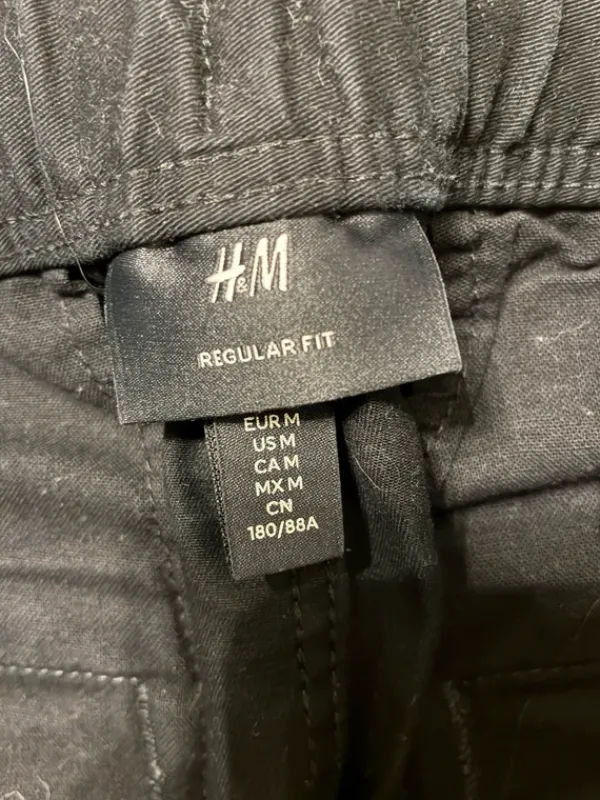 H&M
REGULAR FIT
EUR M
US M
CA M
MX M
CN
180/88A